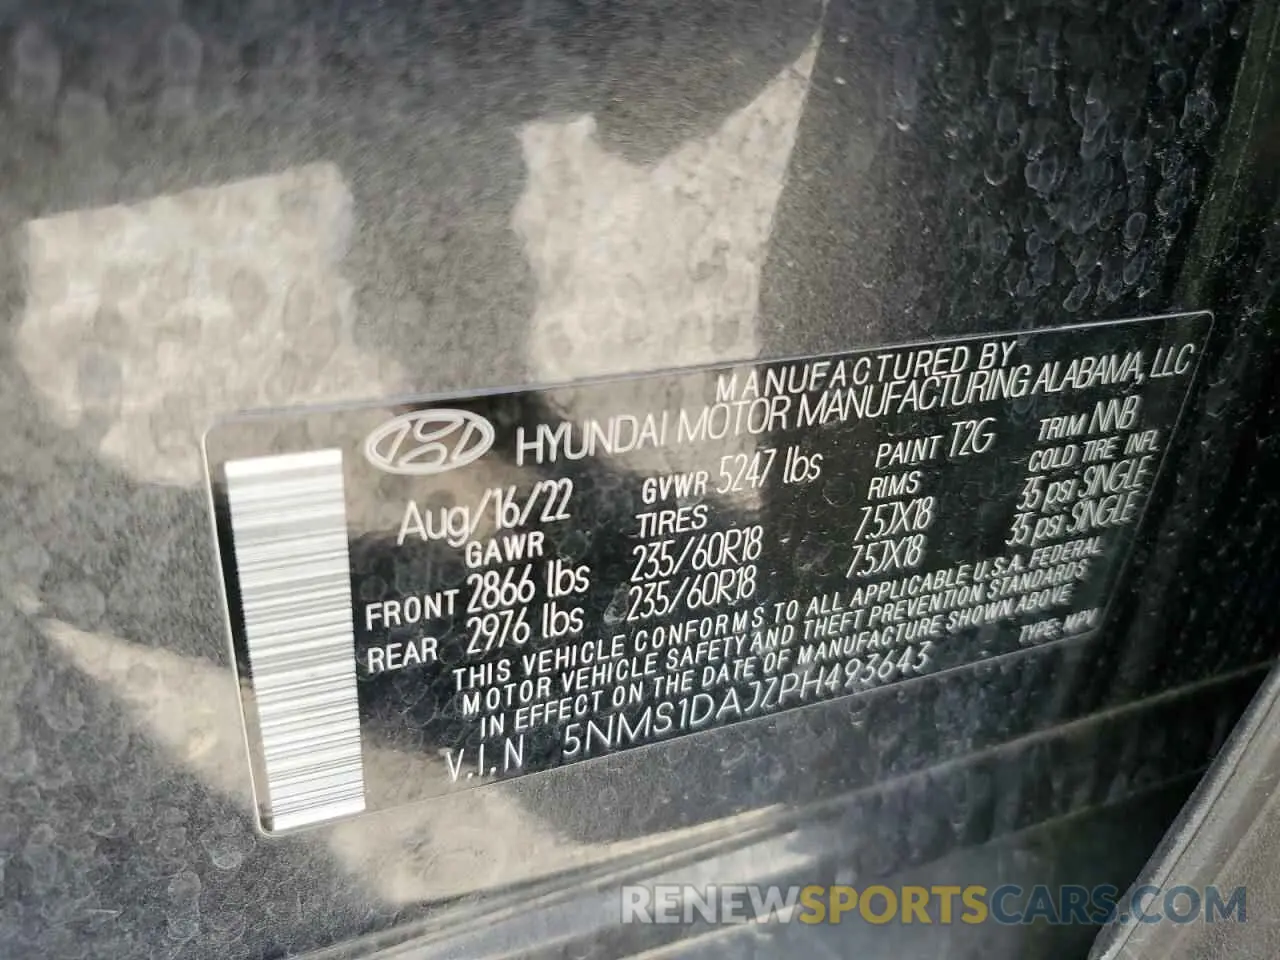 MANUFACTURED BY
HYUNDAI MOTOR MANUFACTURING ALABAMA, LLC
Aug/16/22 GVWR 5247 lbs PAINT T2G TRIM NNB
GAWR TIRES RIMS COLD TIRE INFL
FRONT 2866 lbs 235/60R18 7.5JX18 35 psi SINGLE
REAR 2976 lbs 235/60R18 7.5JX18 35 psi SINGLE
THIS VEHICLE CONFORMS TO ALL APPLICABLE U.S.A. FEDERAL
MOTOR VEHICLE SAFETY AND THEFT PREVENTION STANDARDS
IN EFFECT ON THE DATE OF MANUFACTURE SHOWN ABOVE
V.I.N 5NMS1DAJZPH493643 TYPE: MPV
RENEWSPORTSCARS.COM